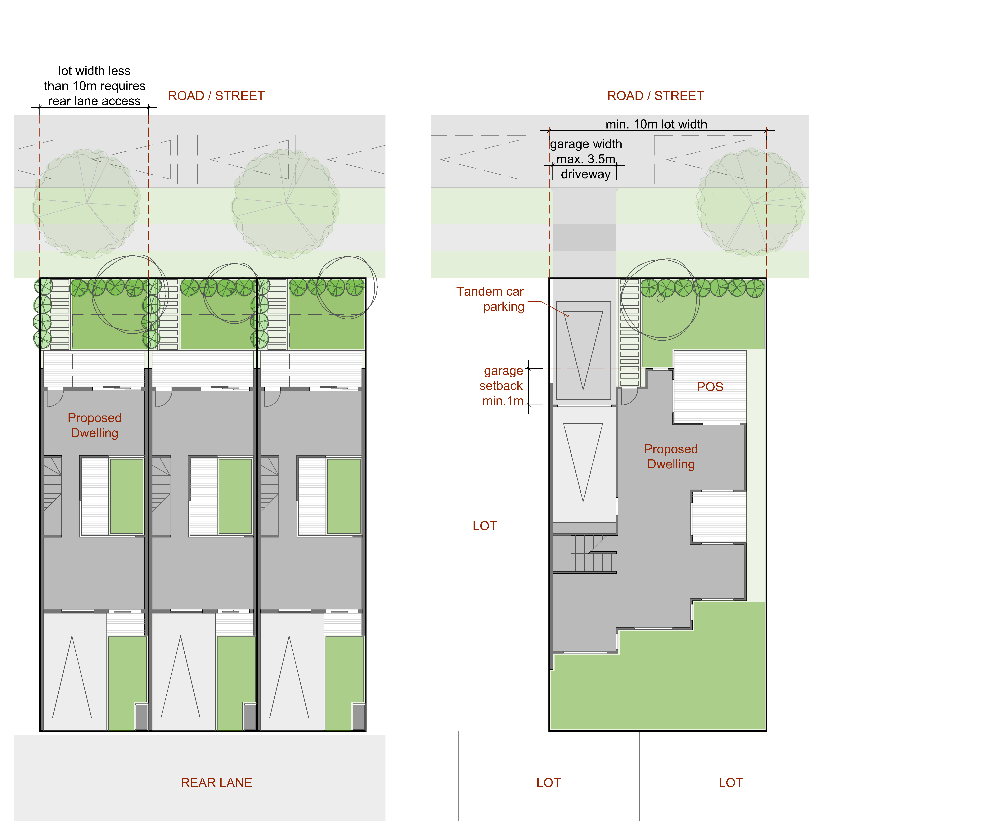 lot width less
than 10m requires
rear lane access
ROAD / STREET
Proposed
Dwelling
REAR LANE
ROAD / STREET
min. 10m lot width
garage width
max. 3.5m
driveway
Tandem car
parking
garage
setback
min.1m
POS
Proposed
Dwelling
LOT
LOT
LOT